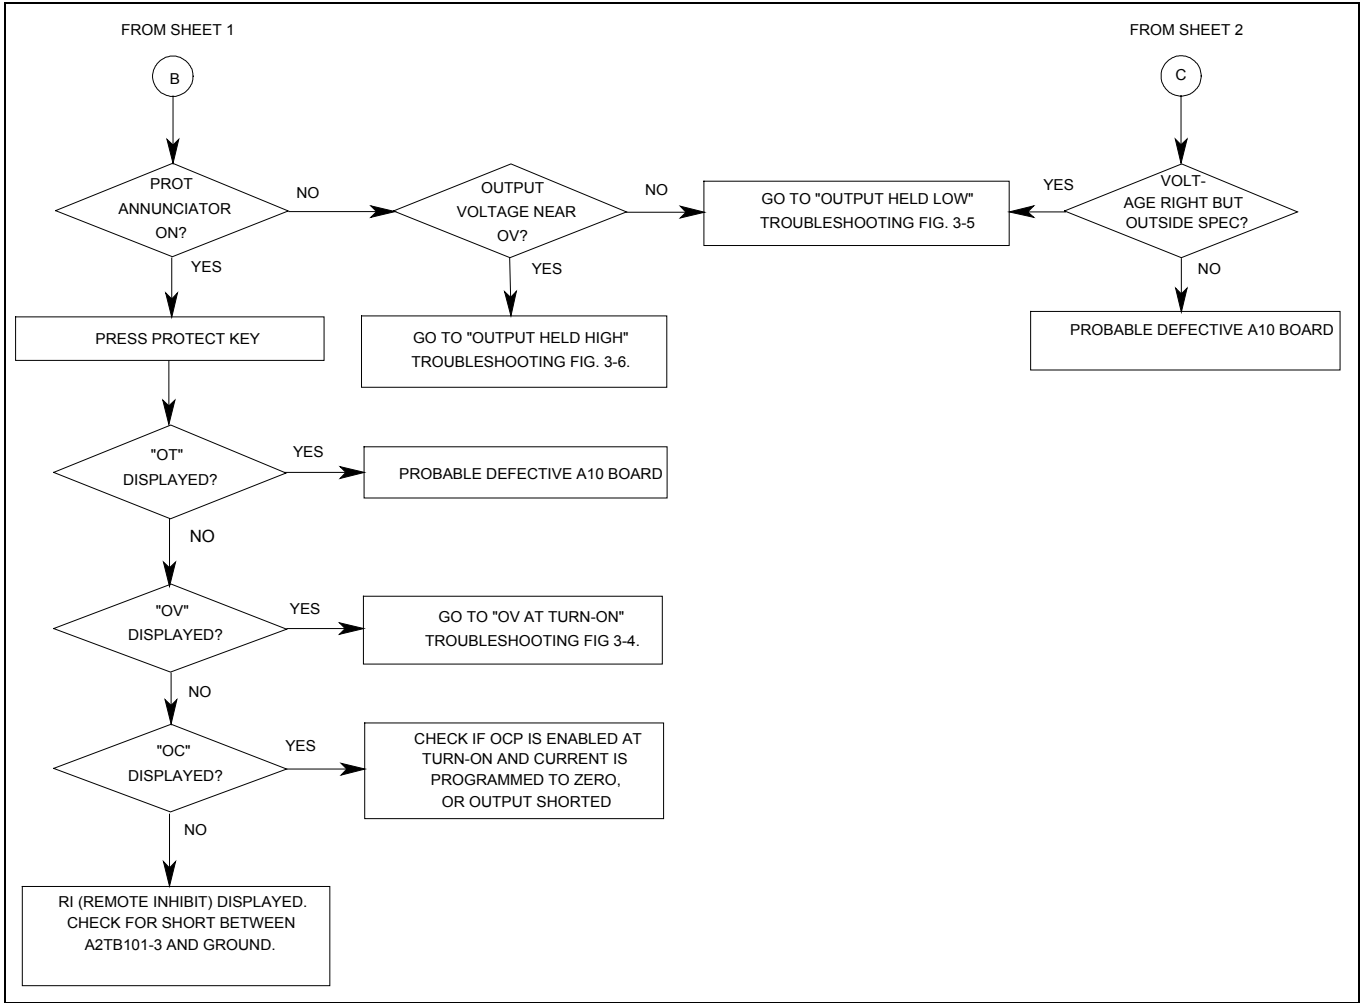 FROM SHEET 1
B
PROT
ANNUNCIATOR
ON?
NO
YES
OUTPUT
VOLTAGE NEAR
OV?
NO
YES
GO TO "OUTPUT HELD LOW"
TROUBLESHOOTING FIG. 3-5
FROM SHEET 2
C
VOLT-
AGE RIGHT BUT
OUTSIDE SPEC?
YES
NO
PROBABLE DEFECTIVE A10 BOARD
PRESS PROTECT KEY
GO TO "OUTPUT HELD HIGH"
TROUBLESHOOTING FIG. 3-6.
"OT"
DISPLAYED?
YES
PROBABLE DEFECTIVE A10 BOARD
NO
"OV"
DISPLAYED?
YES
GO TO "OV AT TURN-ON"
TROUBLESHOOTING FIG 3-4.
NO
"OC"
DISPLAYED?
YES
CHECK IF OCP IS ENABLED AT
TURN-ON AND CURRENT IS
PROGRAMMED TO ZERO,
OR OUTPUT SHORTED
NO
RI (REMOTE INHIBIT) DISPLAYED.
CHECK FOR SHORT BETWEEN
A2TB101-3 AND GROUND.